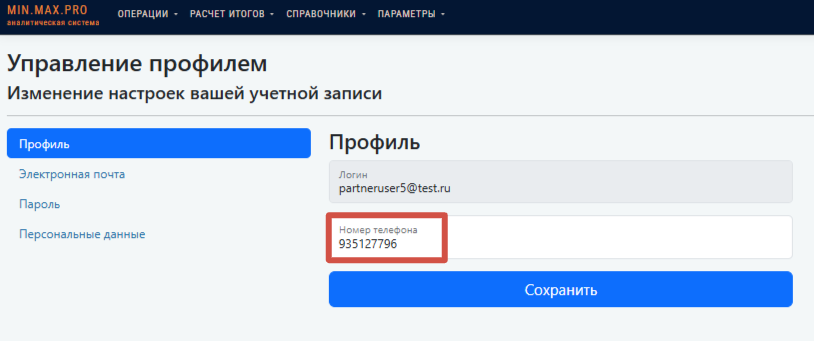 MIN.MAX.PRO
аналитическая система
ОПЕРАЦИИ
РАСЧЕТ ИТОГОВ
СПРАВОЧНИКИ
ПАРАМЕТРЫ
Управление профилем
Изменение настроек вашей учетной записи
Профиль
Электронная почта
Пароль
Персональные данные
Профиль
Логин
partneruser5@test.ru
Номер телефона
935127796
Сохранить